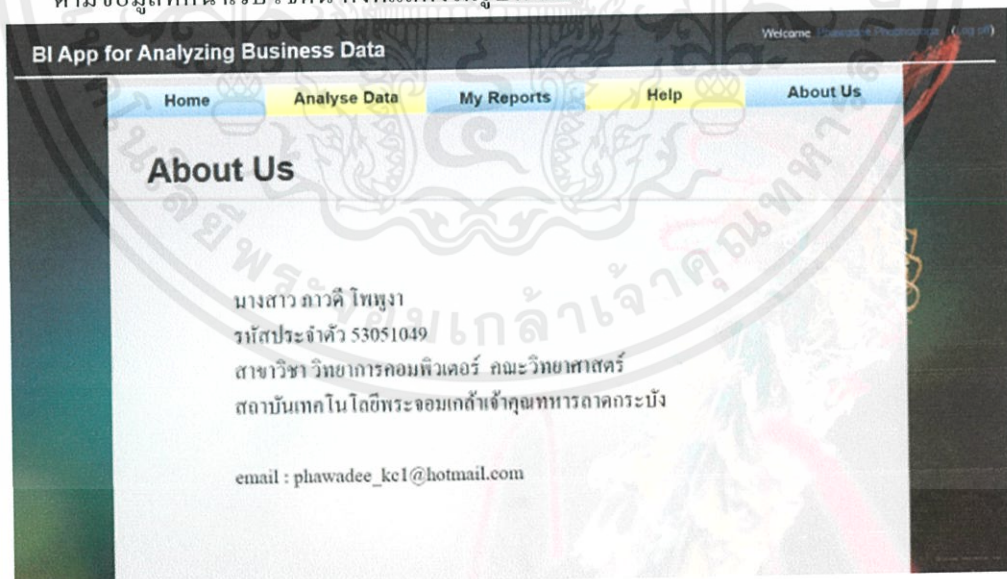 BI App for Analyzing Business Data
Welcome Phawadee Phophoonga (Log out)
Home Analyse Data My Reports Help About Us
About Us
นางสาว ภาวดี โพพูงา
รหัสประจำตัว 53051049
สาขาวิชา วิทยาการคอมพิวเตอร์ คณะวิทยาศาสตร์
สถาบันเทคโนโลยีพระจอมเกล้าเจ้าคุณทหารลาดกระบัง
email : phawadee_kc1@hotmail.com